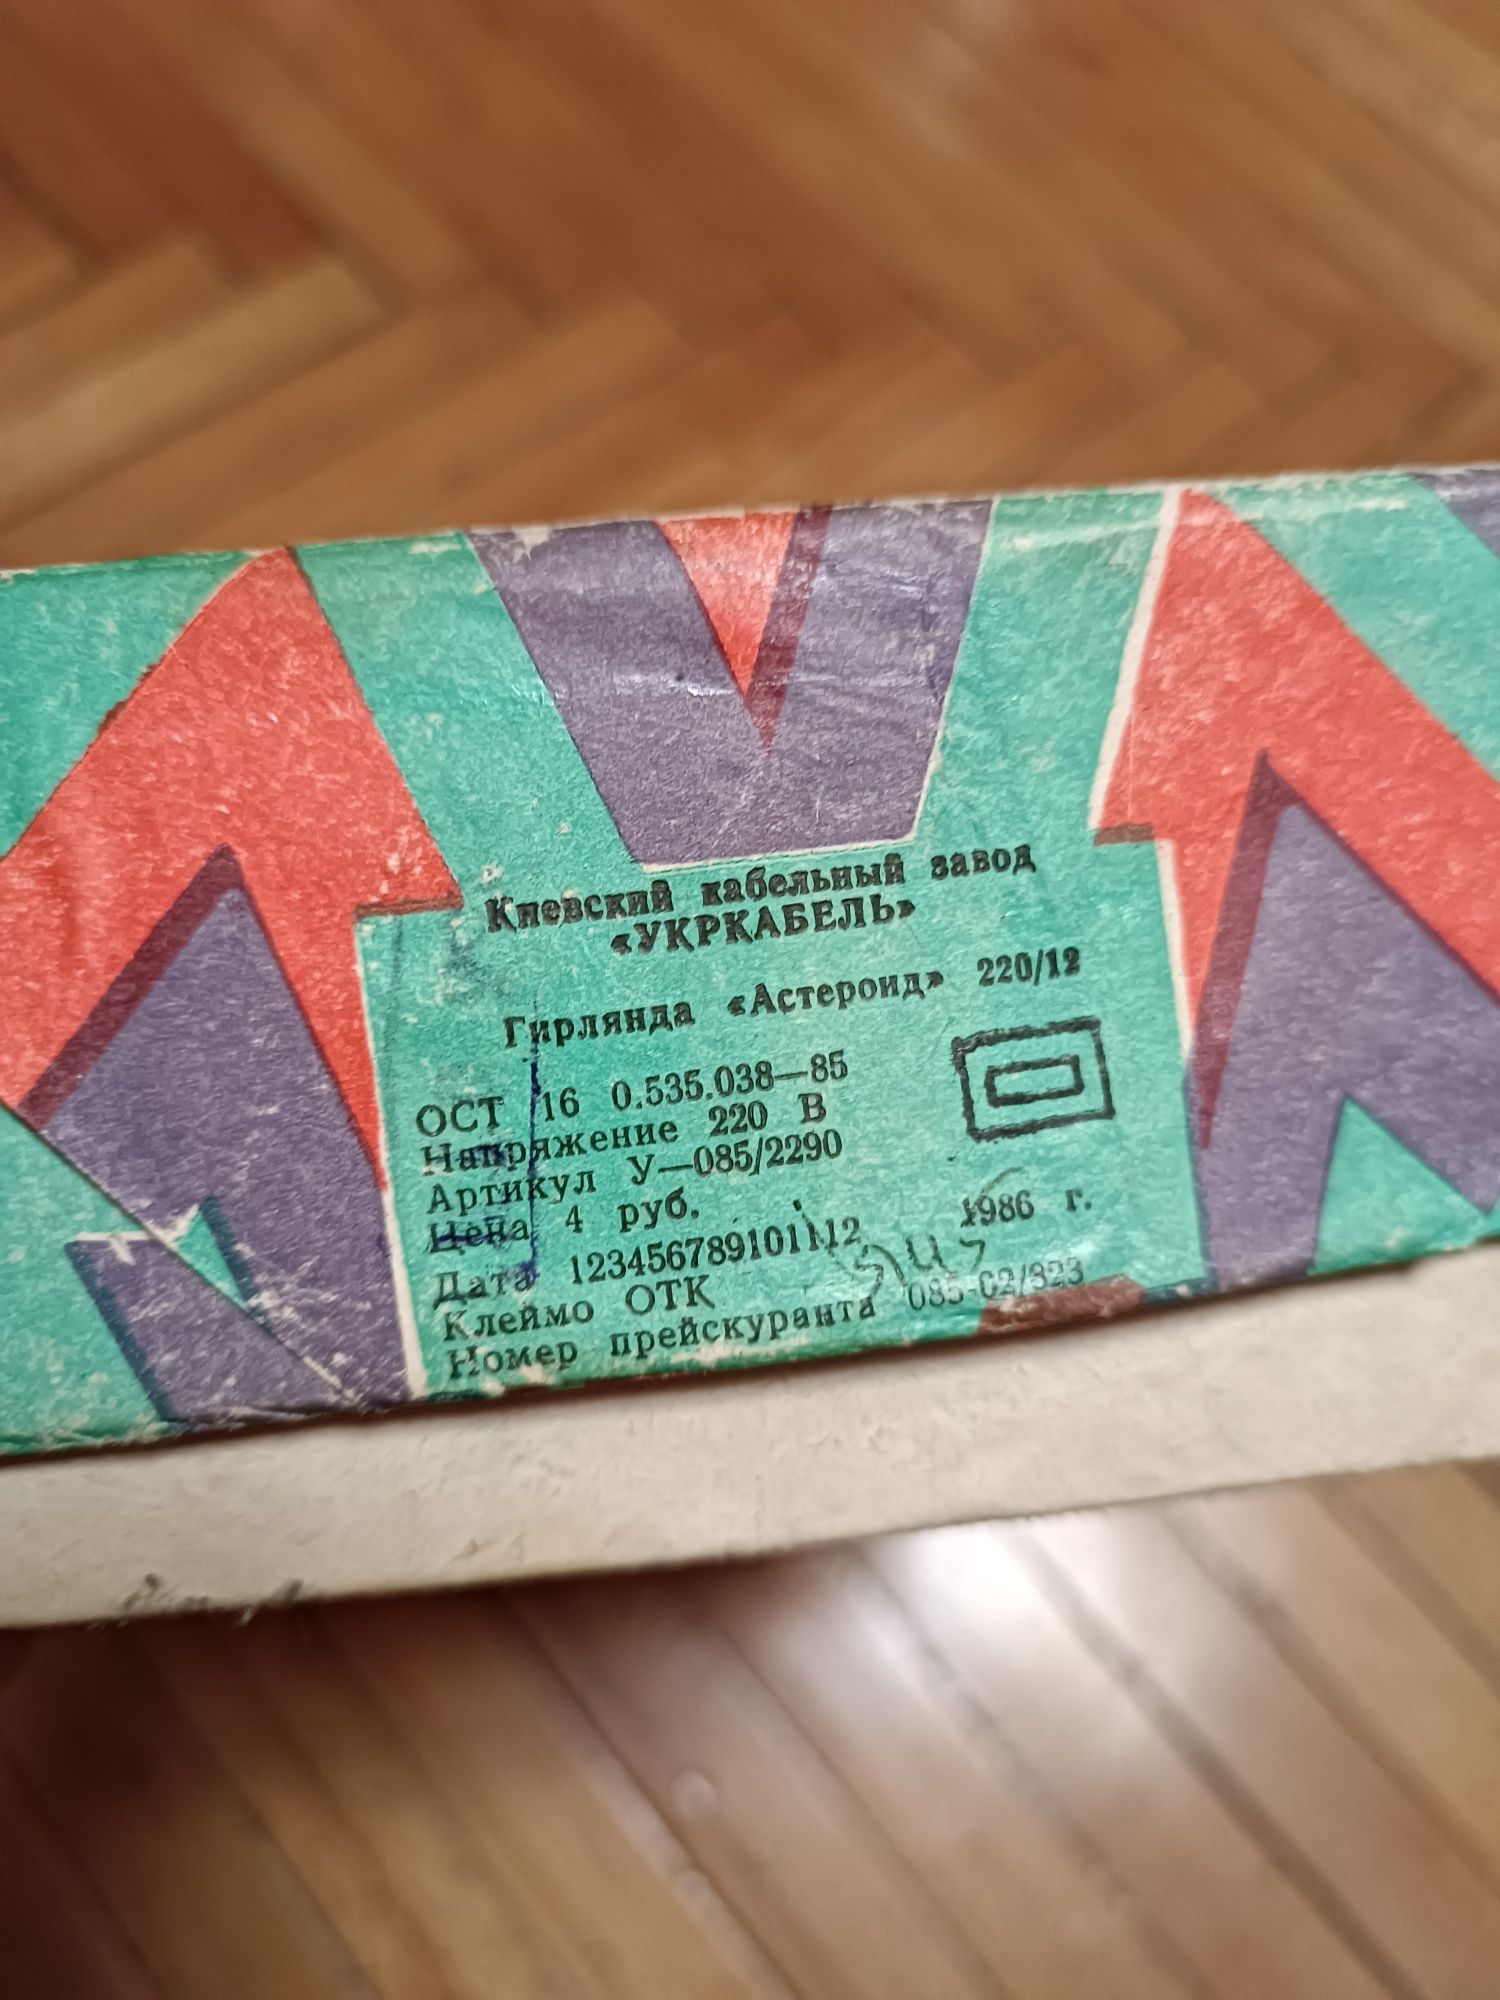 Киевский кабельный завод
«УКРКАБЕЛЬ»
Гирлянда «Астероид» 220/12
ОСТ 16 0.535.038—85
Напряжение 220 В
Артикул У—085/2290
Цена 4 руб.
Дата 123456789101112 1986 г.
Клеймо ОТК
Номер прейскуранта 085-02/323